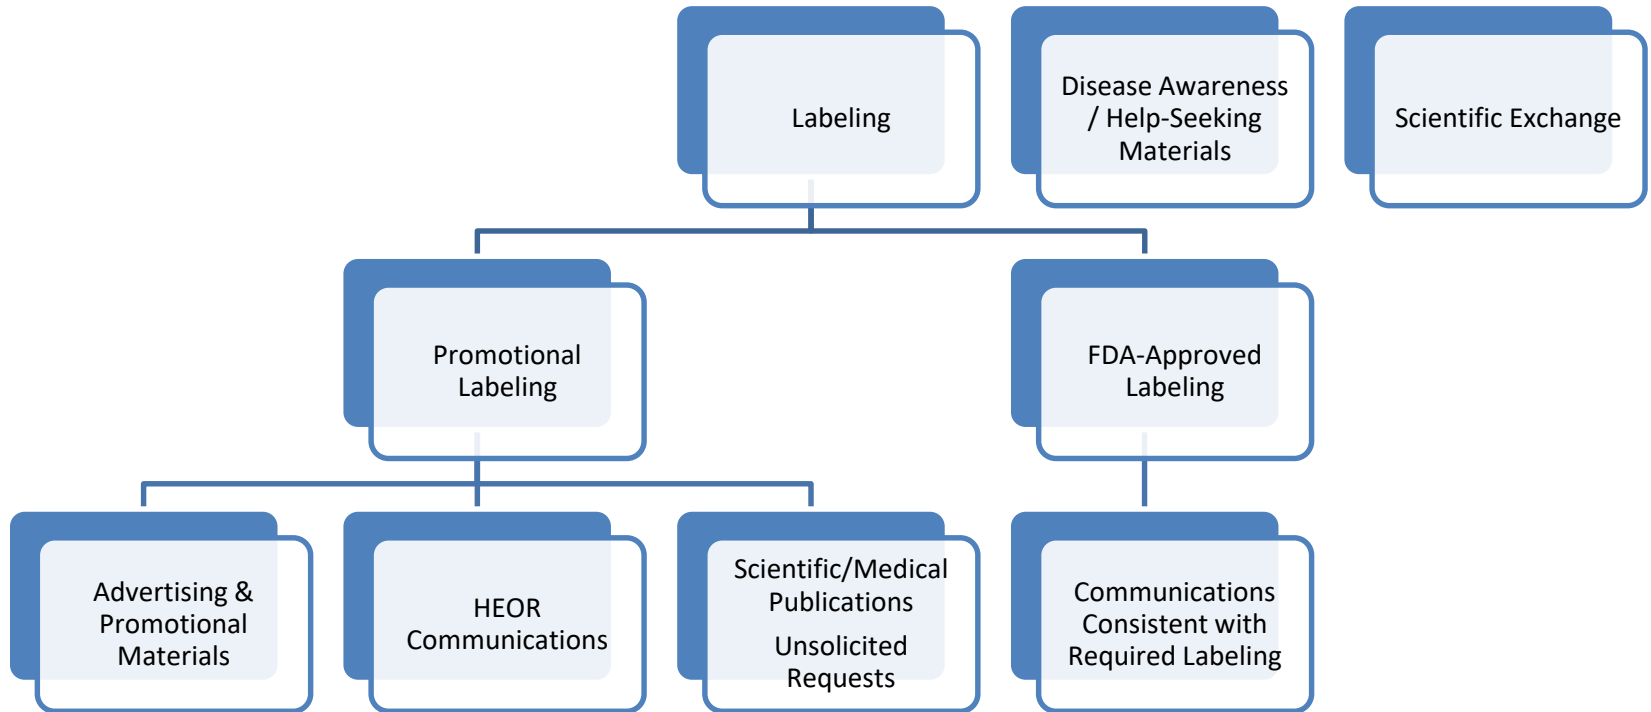 Labeling
Disease Awareness
/ Help-Seeking
Materials
Scientific Exchange
Promotional
Labeling
FDA-Approved
Labeling
Advertising &
Promotional
Materials
HEOR
Communications
Scientific/Medical
Publications
Unsolicited
Requests
Communications
Consistent with
Required Labeling